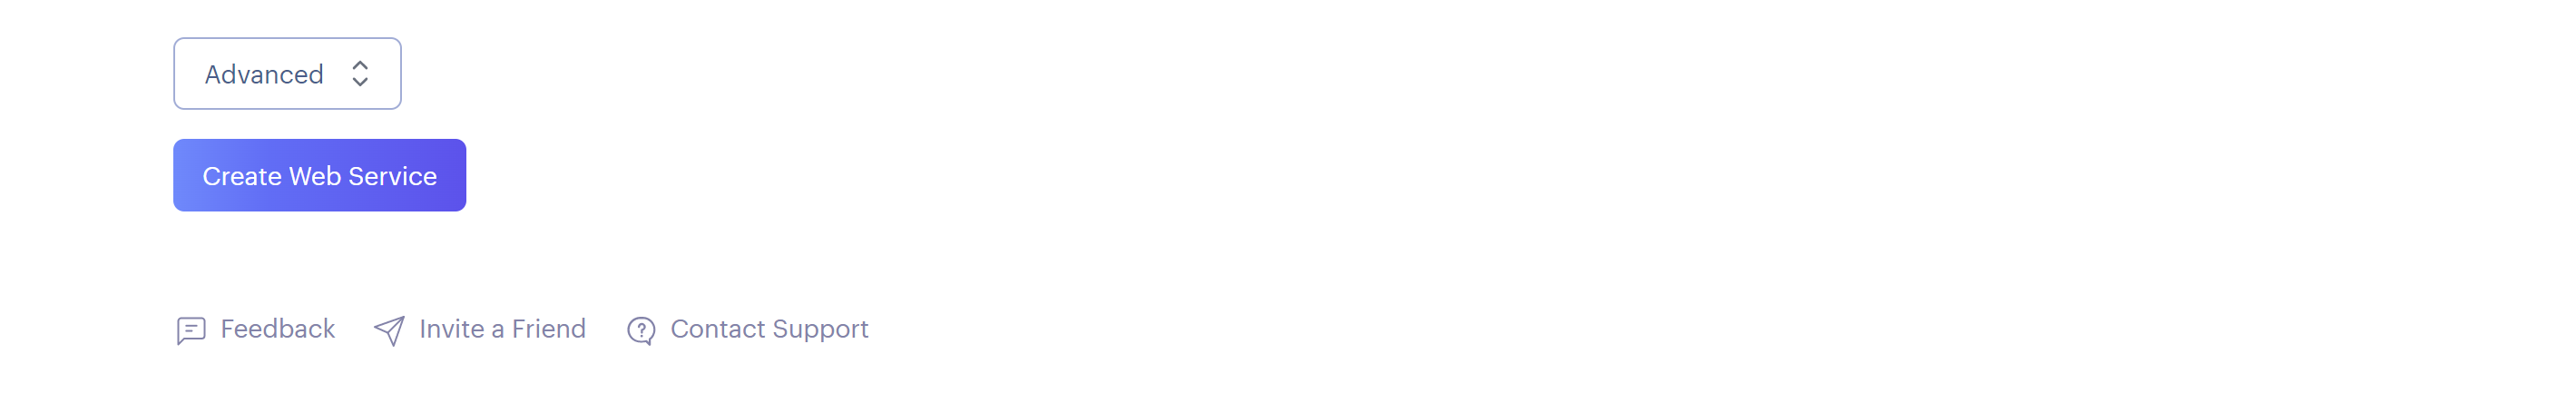 Advanced
Create Web Service
Feedback Invite a Friend Contact Support